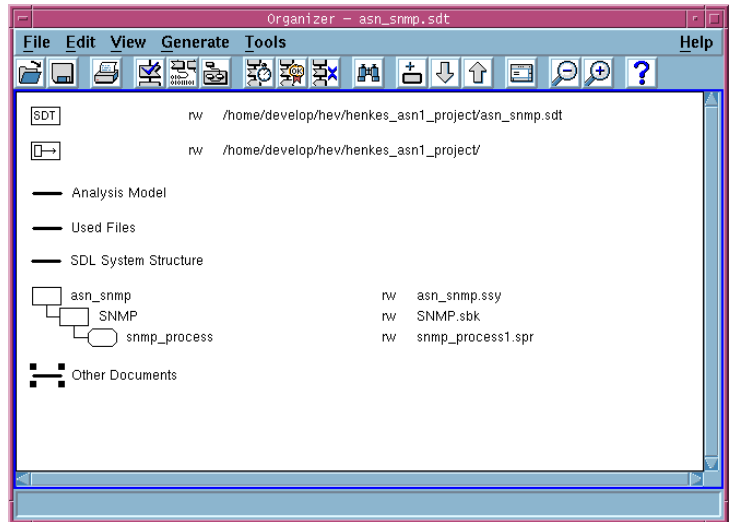 Organizer – asn_snmp.sdt
File Edit View Generate Tools Help
SDT rw /home/develop/hev/henkes_asn1_project/asn_snmp.sdt
rw /home/develop/hev/henkes_asn1_project/
Analysis Model
Used Files
SDL System Structure
asn_snmp rw asn_snmp.ssy
SNMP rw SNMP.sbk
snmp_process rw snmp_process1.spr
Other Documents